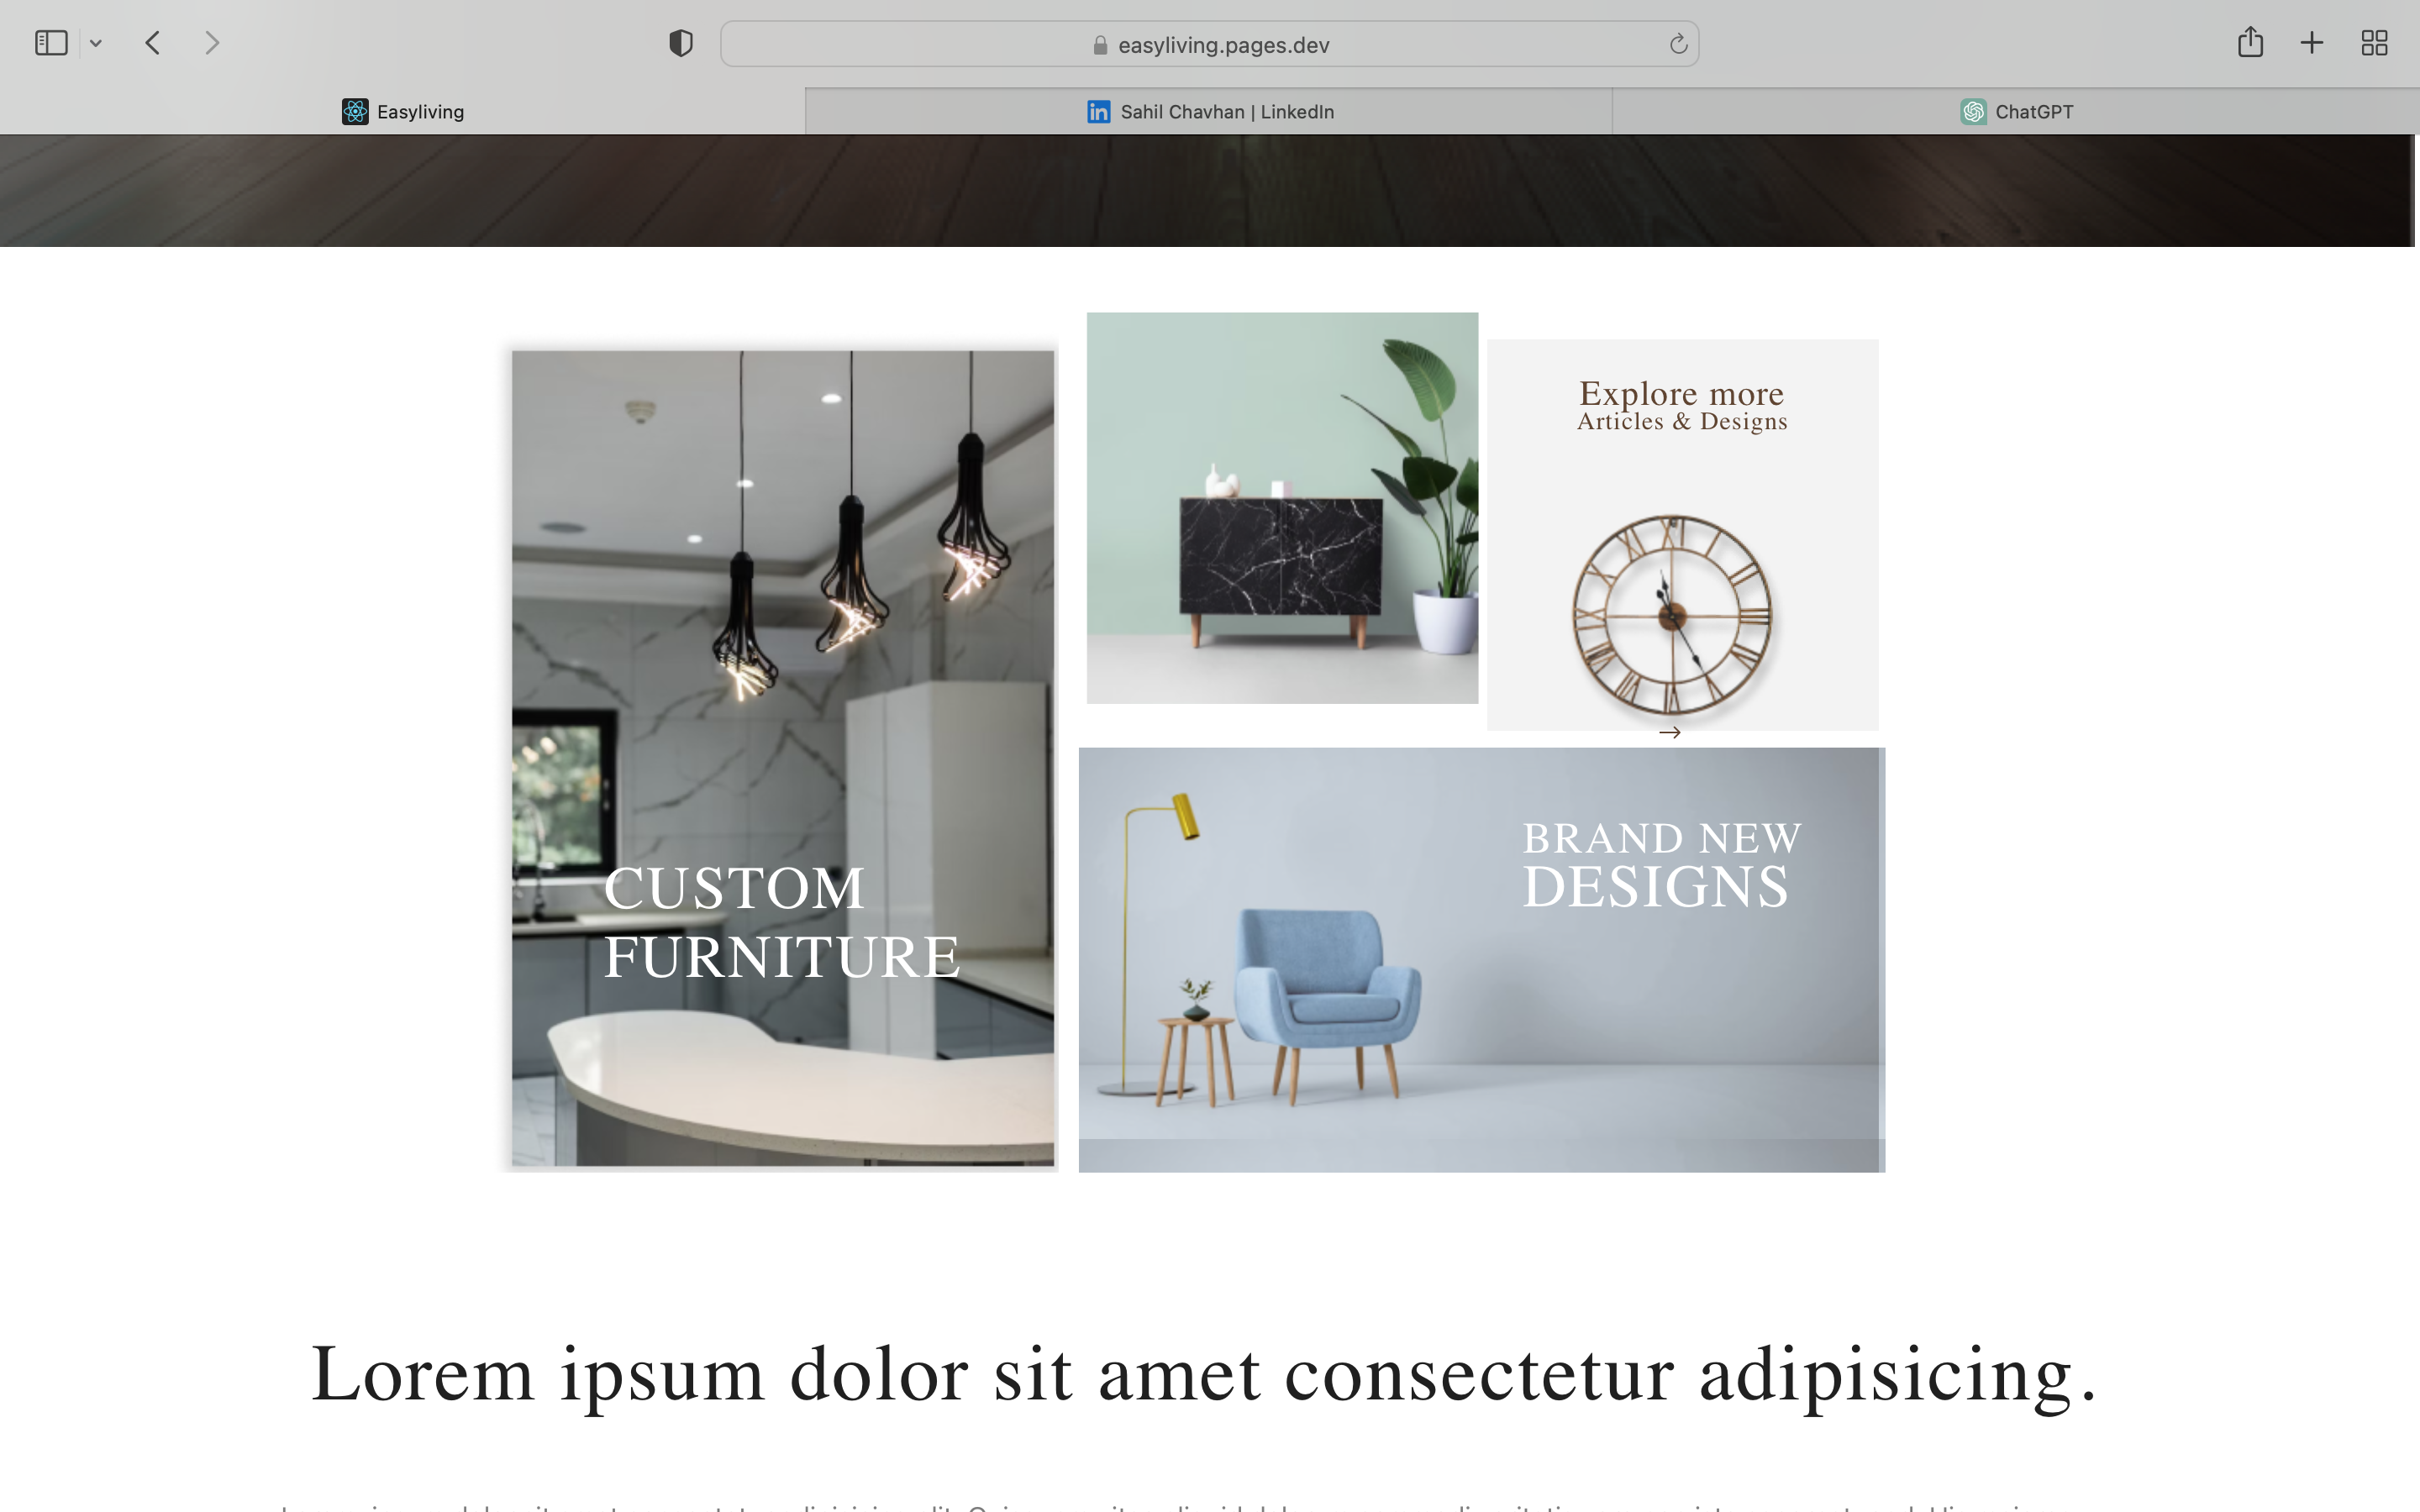 easyliving.pages.dev
Easyliving
Sahil Chavhan | LinkedIn
ChatGPT
Explore more
Articles & Designs
→
CUSTOM
FURNITURE
BRAND NEW
DESIGNS
Lorem ipsum dolor sit amet consectetur adipisicing.